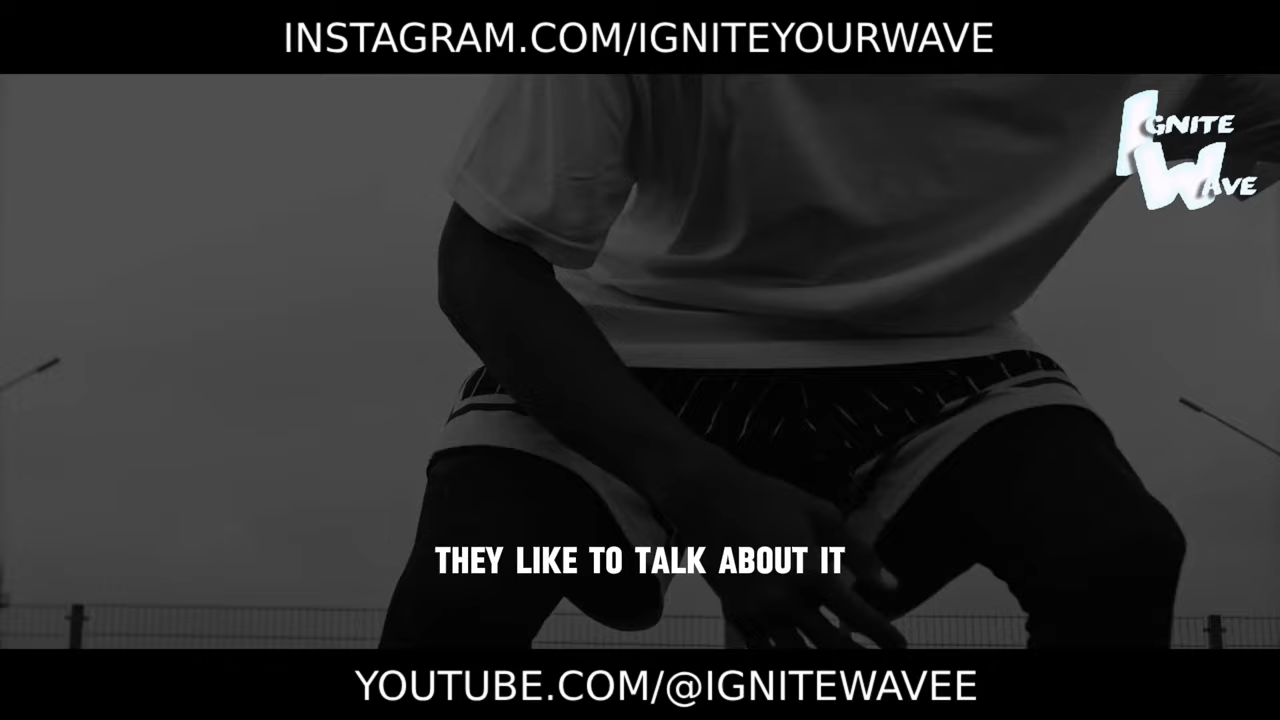 INSTAGRAM.COM/IGNITEYOURWAVE
IGNITE
WAVE
THEY LIKE TO TALK ABOUT IT
YOUTUBE.COM/@IGNITEWAVEE